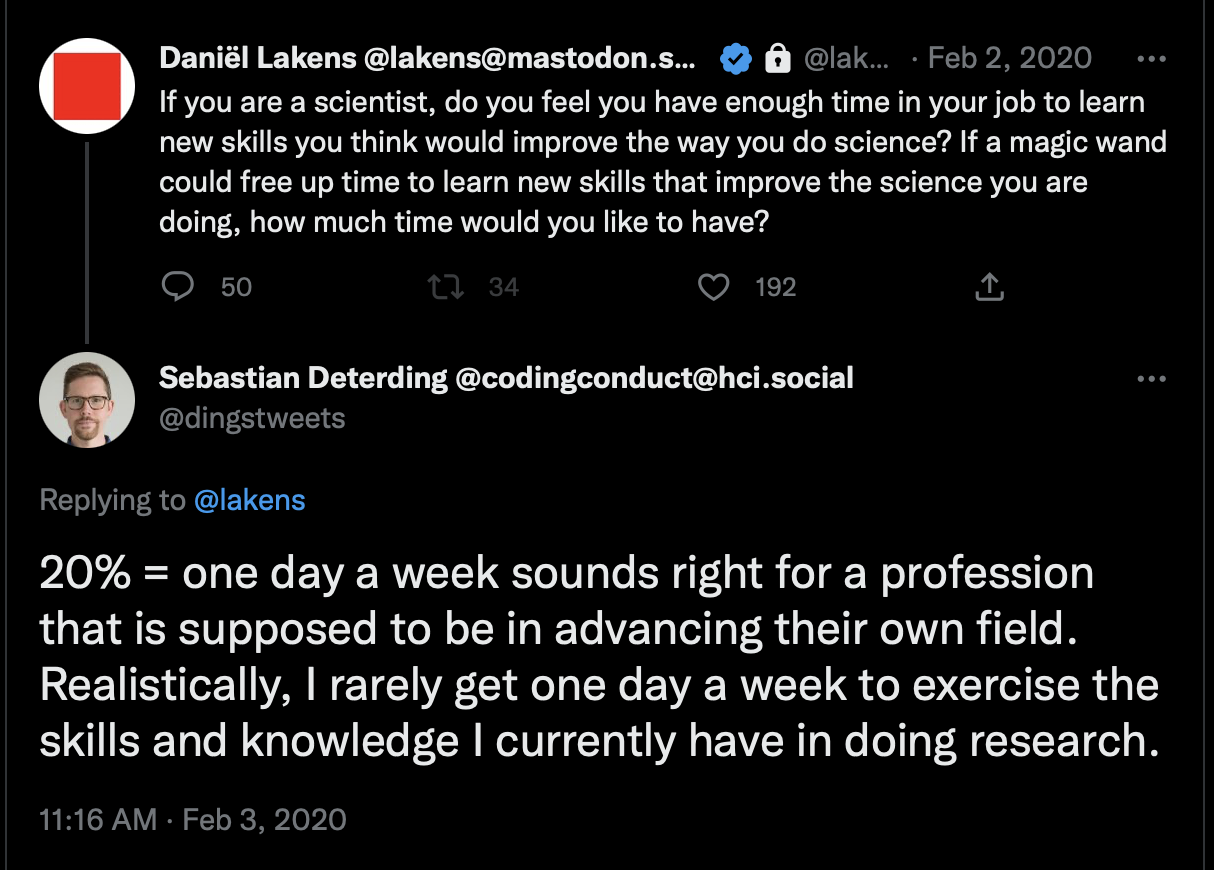 Daniël Lakens @lakens@mastodon.s... @lak... · Feb 2, 2020
If you are a scientist, do you feel you have enough time in your job to learn
new skills you think would improve the way you do science? If a magic wand
could free up time to learn new skills that improve the science you are
doing, how much time would you like to have?
50 34 192
Sebastian Deterding @codingconduct@hci.social
@dingstweets
Replying to @lakens
20% = one day a week sounds right for a profession
that is supposed to be in advancing their own field.
Realistically, I rarely get one day a week to exercise the
skills and knowledge I currently have in doing research.
11:16 AM · Feb 3, 2020